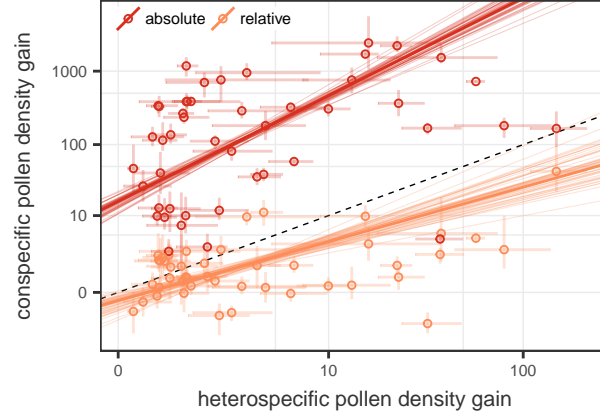 absolute relative
1000
100
10
0
conspecific pollen density gain
0 10 100
heterospecific pollen density gain